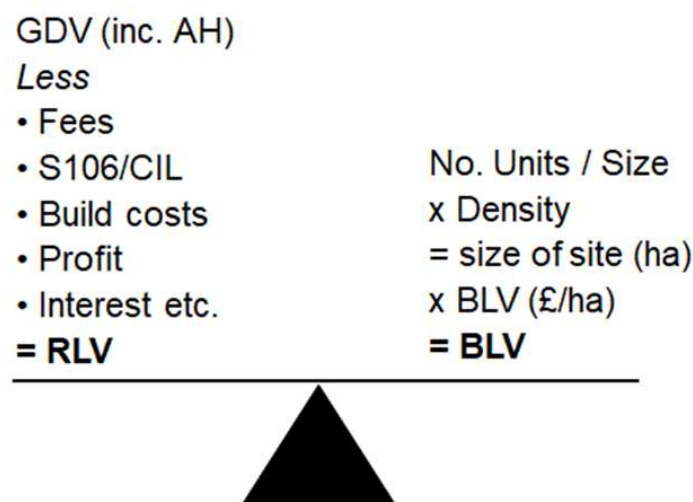 GDV (inc. AH)
Less
• Fees
• S106/CIL
• Build costs
• Profit
• Interest etc.
= RLV
No. Units / Size
x Density
= size of site (ha)
x BLV (£/ha)
= BLV